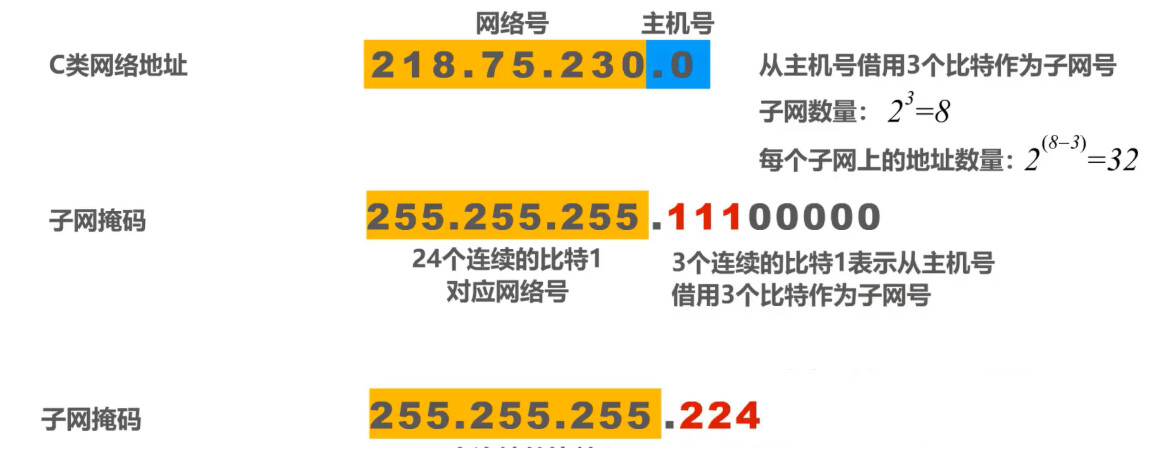 网络号 主机号
C类网络地址 218.75.230.0 从主机号借用3个比特作为子网号
子网数量： 2^3=8
每个子网上的地址数量：2^(8-3)=32
子网掩码 255.255.255.11100000
24个连续的比特1 3个连续的比特1表示从主机号
对应网络号 借用3个比特作为子网号
子网掩码 255.255.255.224